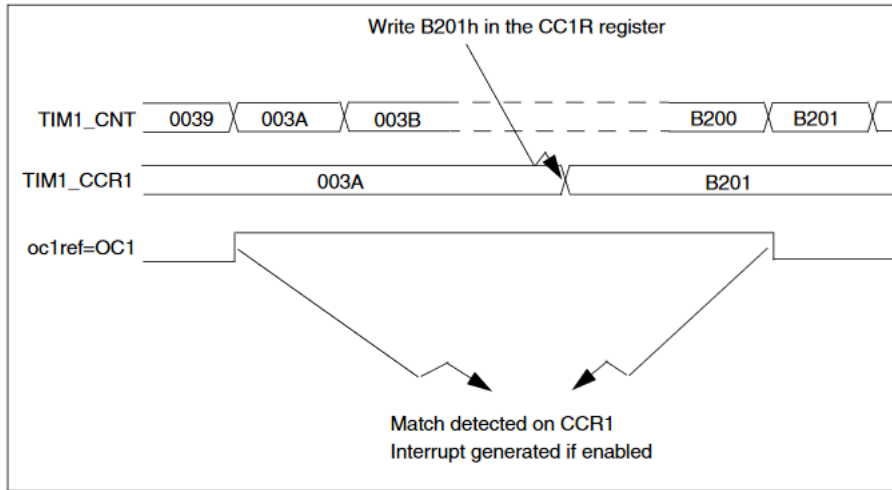 Write B201h in the CC1R register
TIM1_CNT 0039 003A 003B B200 B201
TIM1_CCR1 003A B201
oc1ref=OC1
Match detected on CCR1
Interrupt generated if enabled